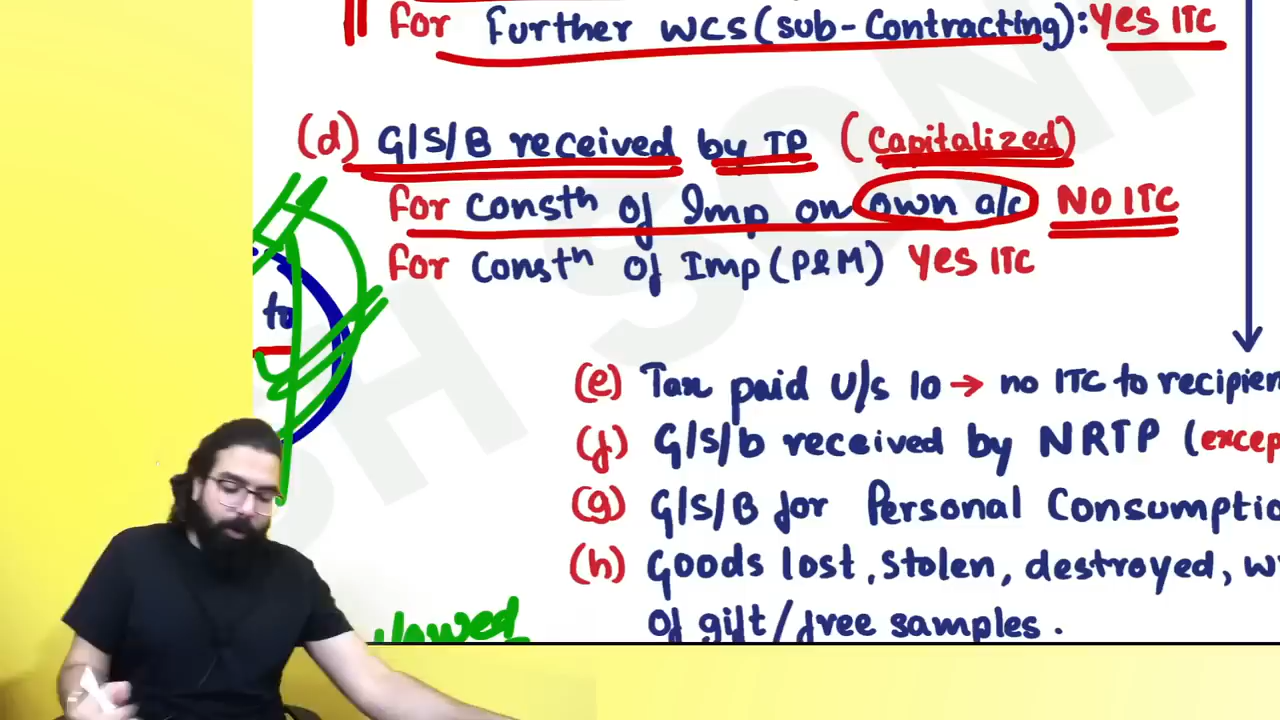 for further WCS (sub-Contracting): Yes ITC
(d) G/S/B received by TP (Capitalized)
for Constn of Imp on own a/c NO ITC
for Constn of Imp (P&M) Yes ITC
to
(e) Tax paid U/s 10 → no ITC to recipien
(f) G/S/b received by NRTP (excep
(g) G/S/B for Personal Consumptio
(h) Goods lost, stolen, destroyed, w
of gift/free samples.